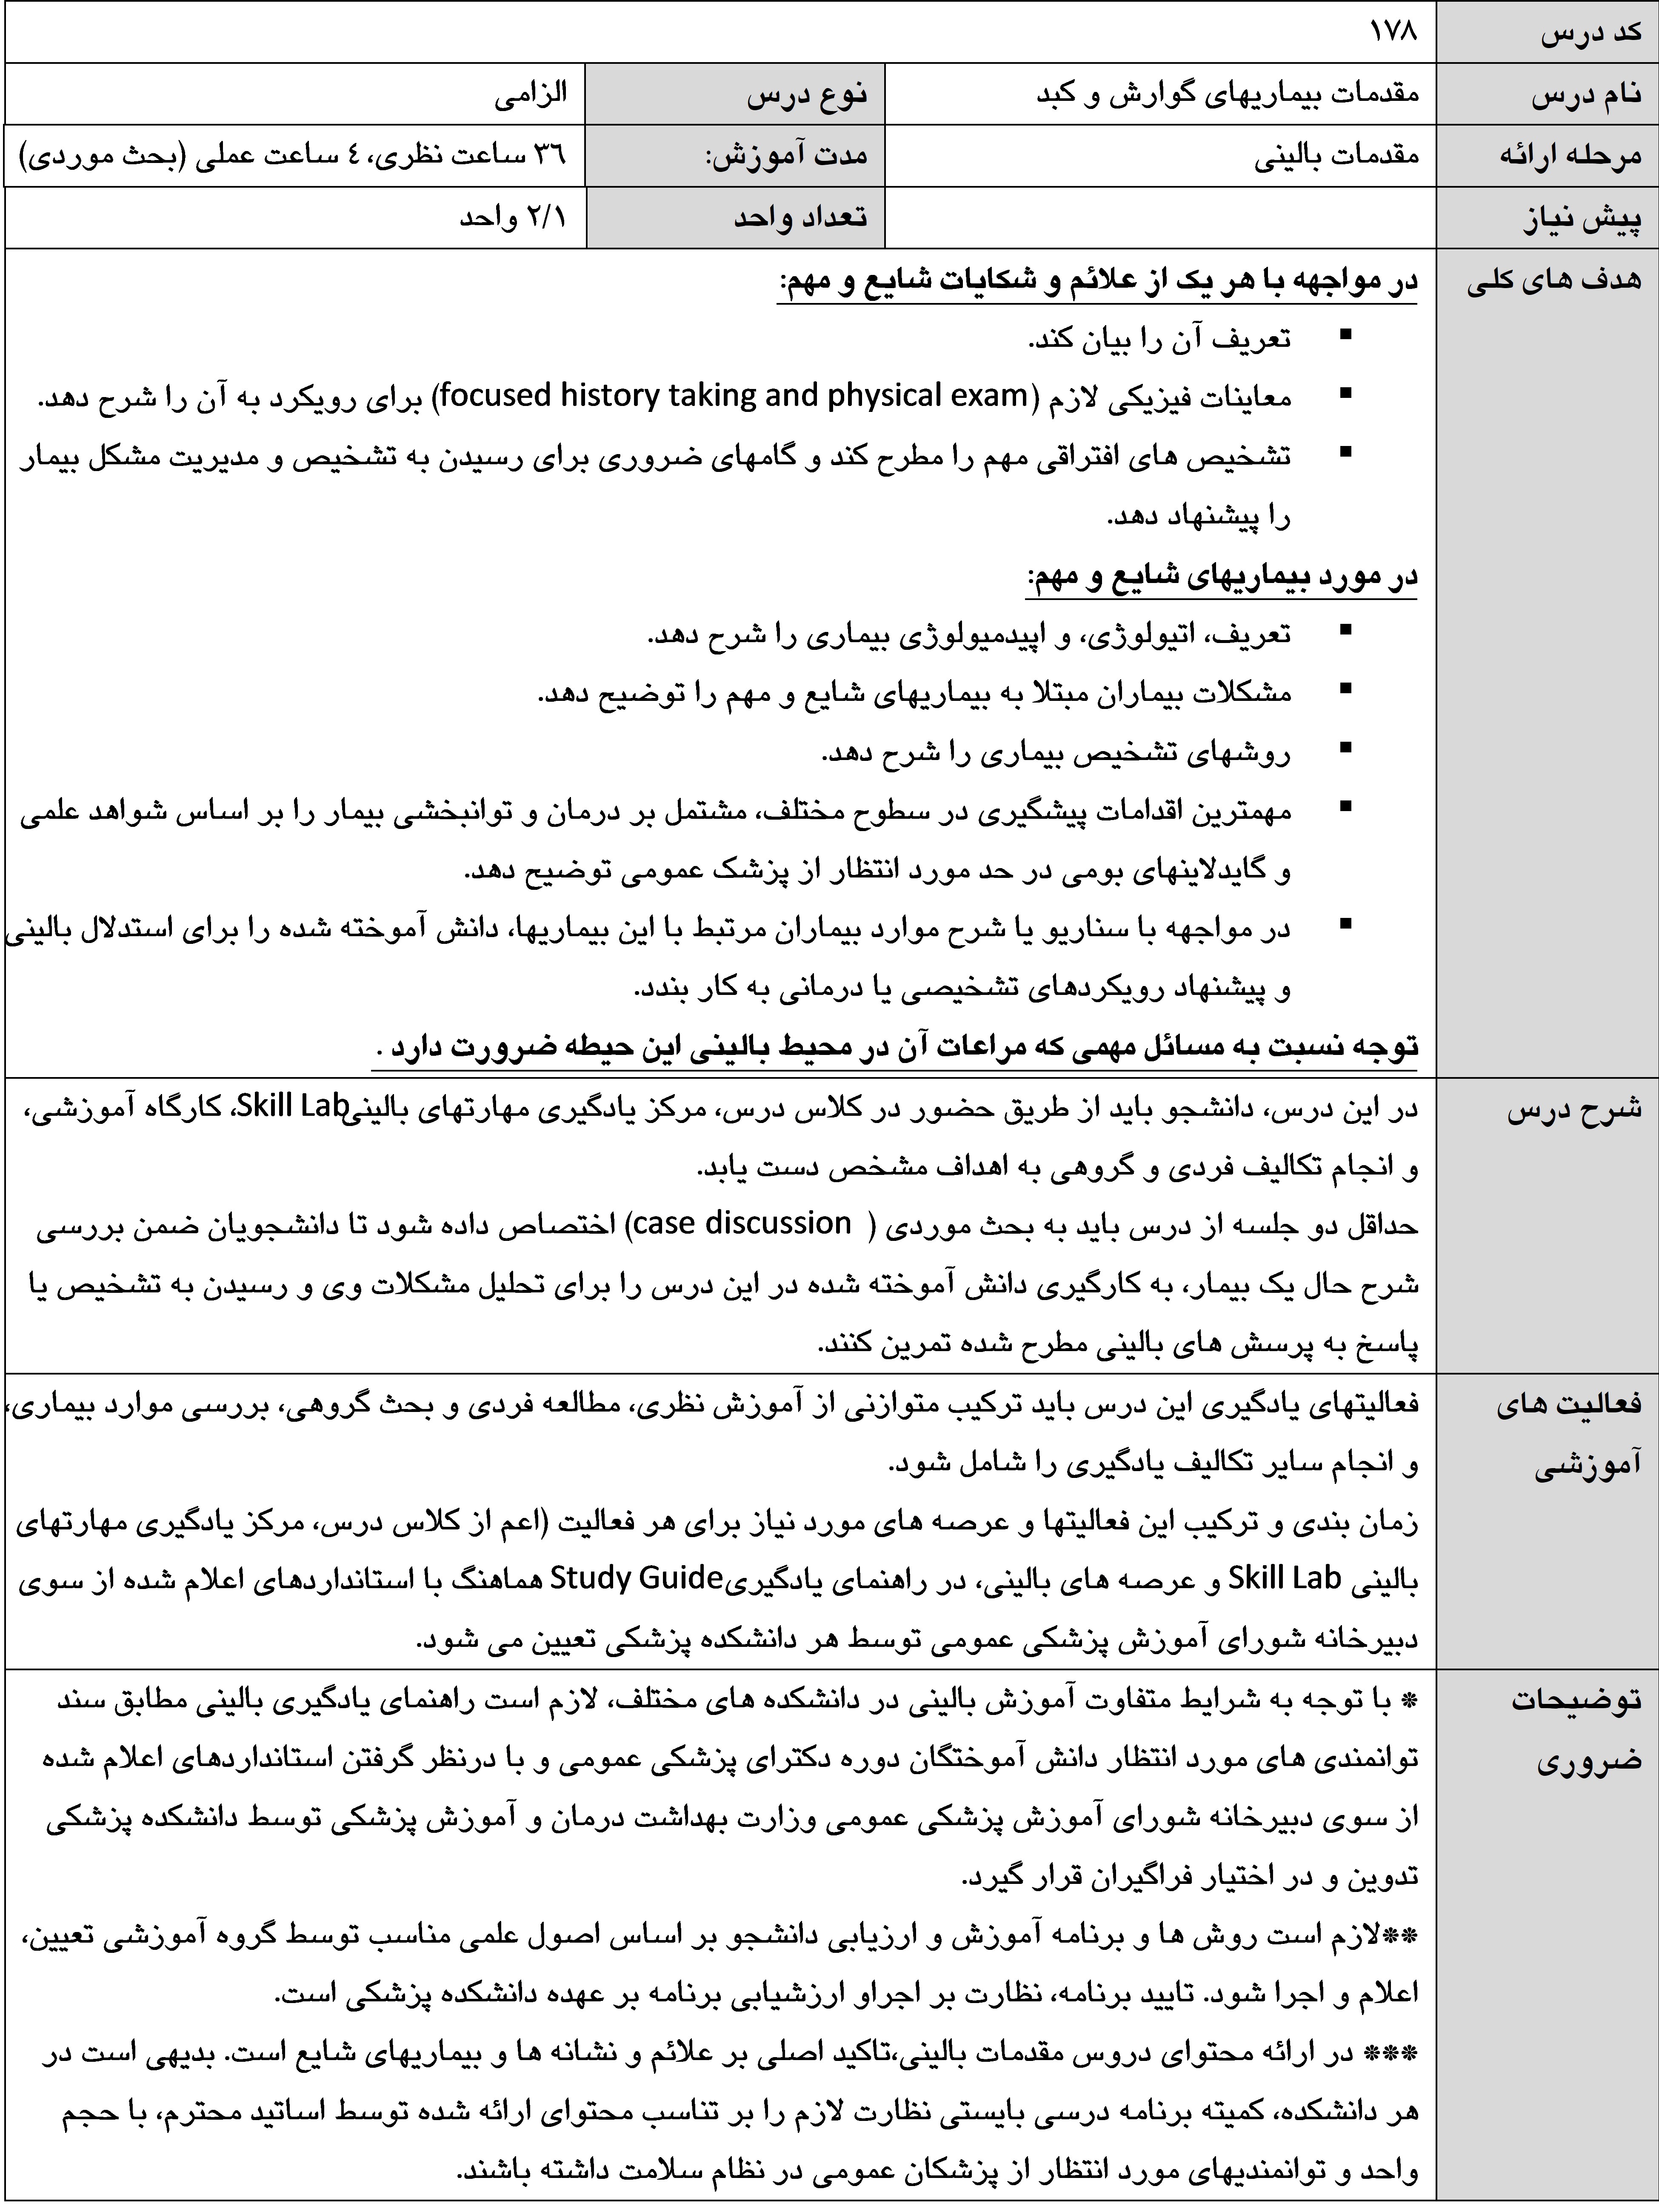 کد درس ۱۷۸
نام درس مقدمات بیماریهای گوارش و کبد نوع درس الزامی
مرحله ارائه مقدمات بالینی مدت آموزش: ۳۶ ساعت نظری، ۴ ساعت عملی (بحث موردی)
پیش نیاز تعداد واحد ۲/۱ واحد
هدف های کلی در مواجهه با هر یک از علائم و شکایات شایع و مهم:
▪ تعریف آن را بیان کند.
▪ معاینات فیزیکی لازم (focused history taking and physical exam) برای رویکرد به آن را شرح دهد.
▪ تشخیص های افتراقی مهم را مطرح کند و گامهای ضروری برای رسیدن به تشخیص و مدیریت مشکل بیمار
را پیشنهاد دهد.
در مورد بیماریهای شایع و مهم:
▪ تعریف، اتیولوژی، و اپیدمیولوژی بیماری را شرح دهد.
▪ مشکلات بیماران مبتلا به بیماریهای شایع و مهم را توضیح دهد.
▪ روشهای تشخیص بیماری را شرح دهد.
▪ مهمترین اقدامات پیشگیری در سطوح مختلف، مشتمل بر درمان و توانبخشی بیمار را بر اساس شواهد علمی
و گایدلاینهای بومی در حد مورد انتظار از پزشک عمومی توضیح دهد.
▪ در مواجهه با سناریو یا شرح موارد بیماران مرتبط با این بیماریها، دانش آموخته شده را برای استدلال بالینی
و پیشنهاد رویکردهای تشخیصی یا درمانی به کار بندد.
توجه نسبت به مسائل مهمی که مراعات آن در محیط بالینی این حیطه ضرورت دارد .
شرح درس در این درس، دانشجو باید از طریق حضور در کلاس درس، مرکز یادگیری مهارتهای بالینیSkill Lab، کارگاه آموزشی،
و انجام تکالیف فردی و گروهی به اهداف مشخص دست یابد.
حداقل دو جلسه از درس باید به بحث موردی ( case discussion) اختصاص داده شود تا دانشجویان ضمن بررسی
شرح حال یک بیمار، به کارگیری دانش آموخته شده در این درس را برای تحلیل مشکلات وی و رسیدن به تشخیص یا
پاسخ به پرسش های بالینی مطرح شده تمرین کنند.
فعالیت های فعالیتهای یادگیری این درس باید ترکیب متوازنی از آموزش نظری، مطالعه فردی و بحث گروهی، بررسی موارد بیماری،
آموزشی و انجام سایر تکالیف یادگیری را شامل شود.
زمان بندی و ترکیب این فعالیتها و عرصه های مورد نیاز برای هر فعالیت (اعم از کلاس درس، مرکز یادگیری مهارتهای
بالینی Skill Lab و عرصه های بالینی، در راهنمای یادگیریStudy Guide هماهنگ با استانداردهای اعلام شده از سوی
دبیرخانه شورای آموزش پزشکی عمومی توسط هر دانشکده پزشکی تعیین می شود.
توضیحات * با توجه به شرایط متفاوت آموزش بالینی در دانشکده های مختلف، لازم است راهنمای یادگیری بالینی مطابق سند
ضروری توانمندی های مورد انتظار دانش آموختگان دوره دکترای پزشکی عمومی و با درنظر گرفتن استانداردهای اعلام شده
از سوی دبیرخانه شورای آموزش پزشکی عمومی وزارت بهداشت درمان و آموزش پزشکی توسط دانشکده پزشکی
تدوین و در اختیار فراگیران قرار گیرد.
**لازم است روش ها و برنامه آموزش و ارزیابی دانشجو بر اساس اصول علمی مناسب توسط گروه آموزشی تعیین،
اعلام و اجرا شود. تایید برنامه، نظارت بر اجراو ارزشیابی برنامه بر عهده دانشکده پزشکی است.
*** در ارائه محتوای دروس مقدمات بالینی،تاکید اصلی بر علائم و نشانه ها و بیماریهای شایع است. بدیهی است در
هر دانشکده، کمیته برنامه درسی بایستی نظارت لازم را بر تناسب محتوای ارائه شده توسط اساتید محترم، با حجم
واحد و توانمندیهای مورد انتظار از پزشکان عمومی در نظام سلامت داشته باشند.